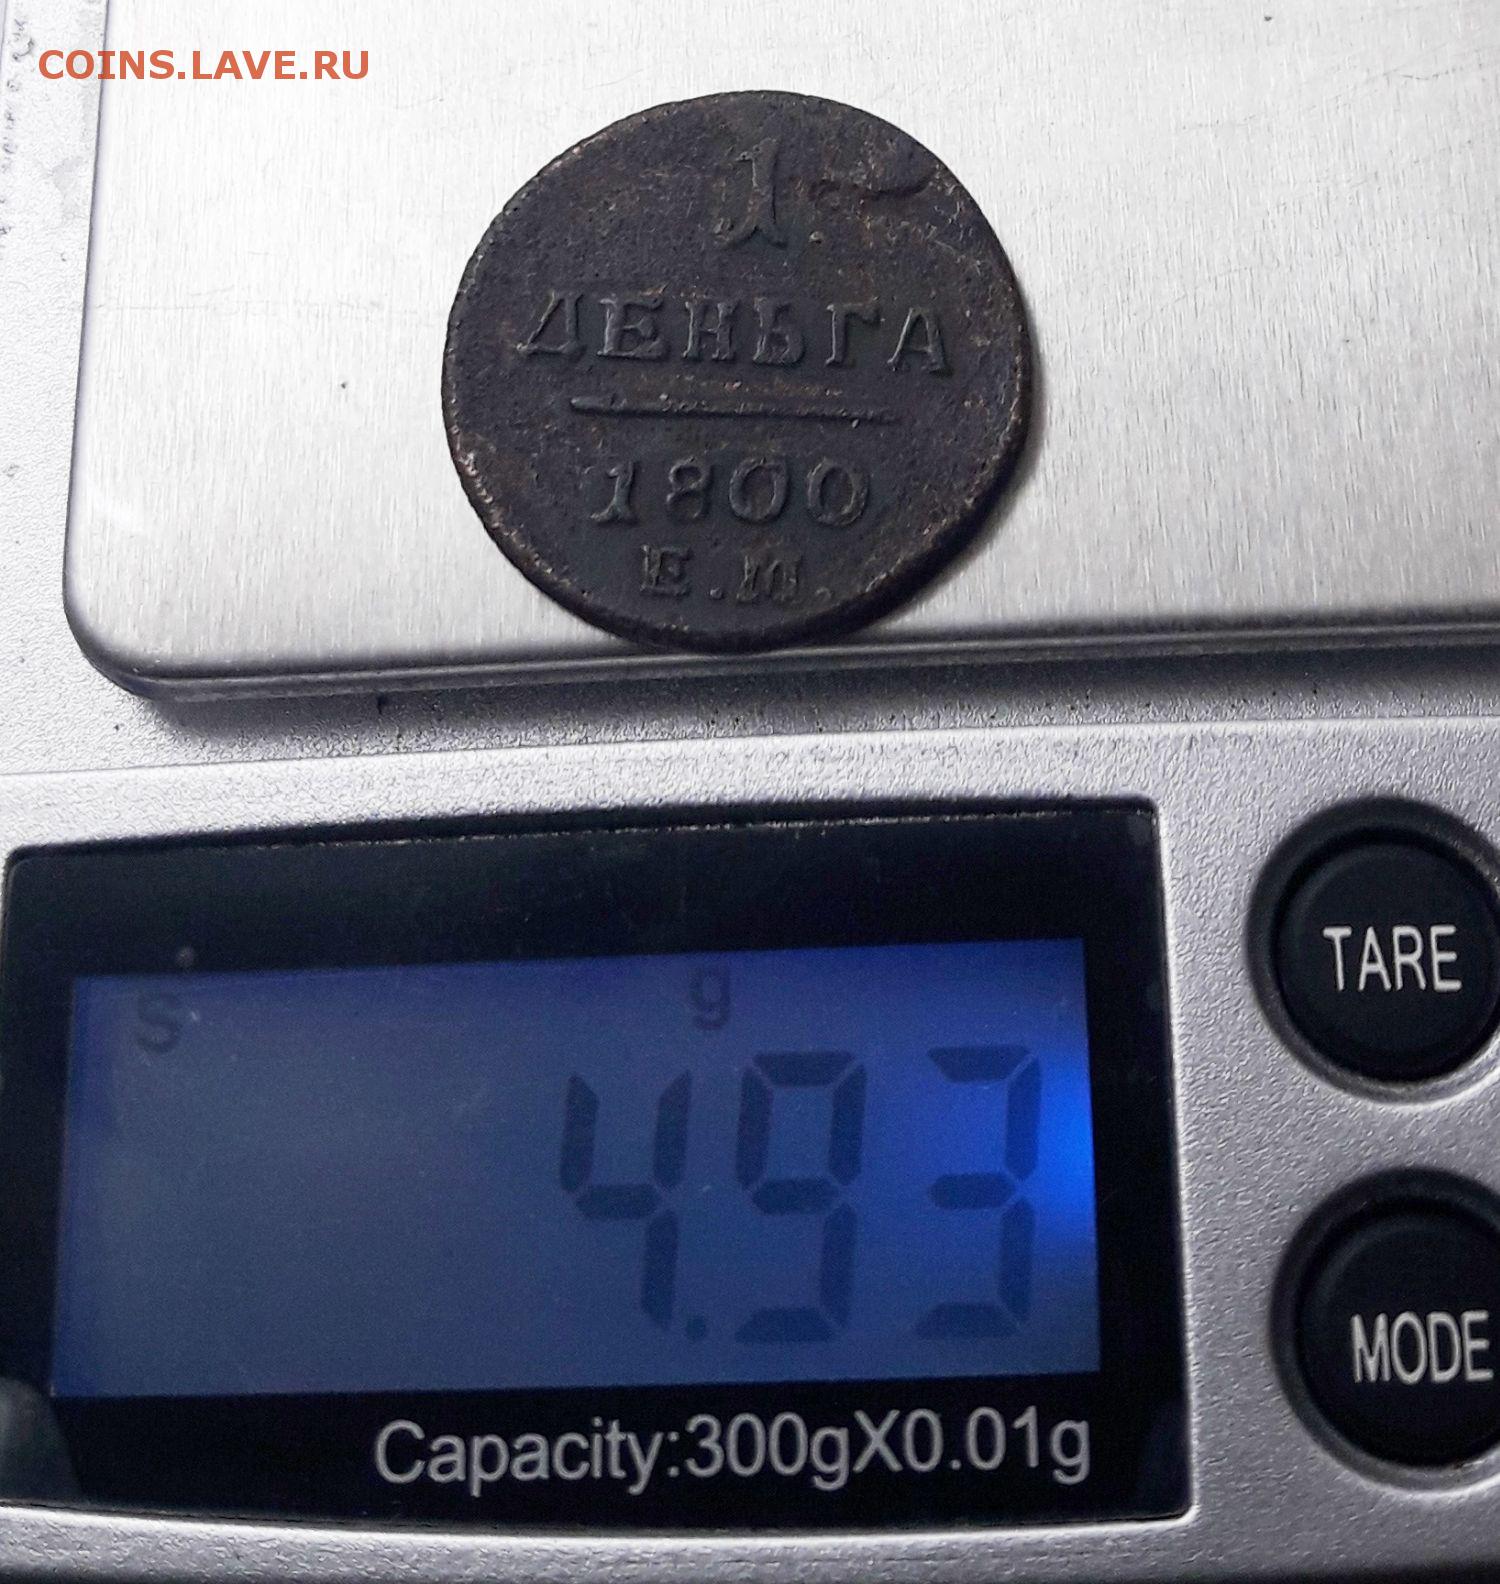 COINS.LAVE.RU
1.
ДЕНЬГА
1800
Е.М.
TARE
S g
4.93
MODE
Capacity:300gX0.01g